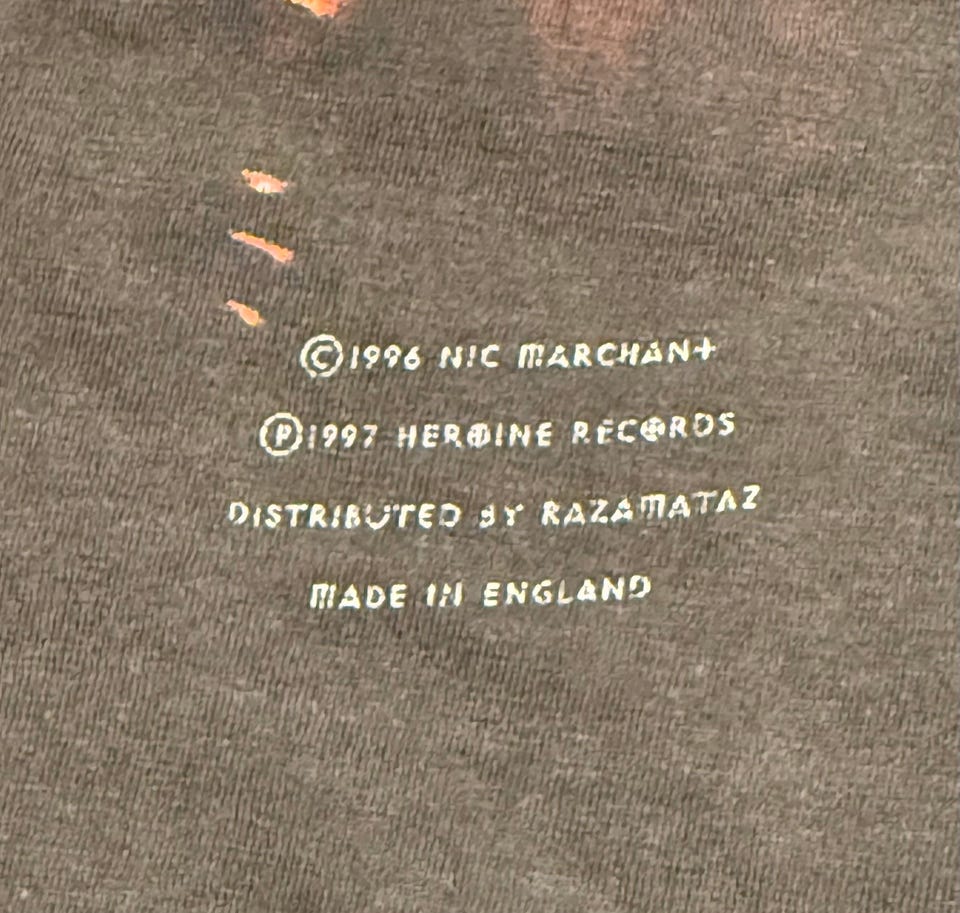 ©1996 NIC MARCHANT
℗1997 HEROINE RECORDS
DISTRIBUTED BY RAZAMATAZ
MADE IN ENGLAND